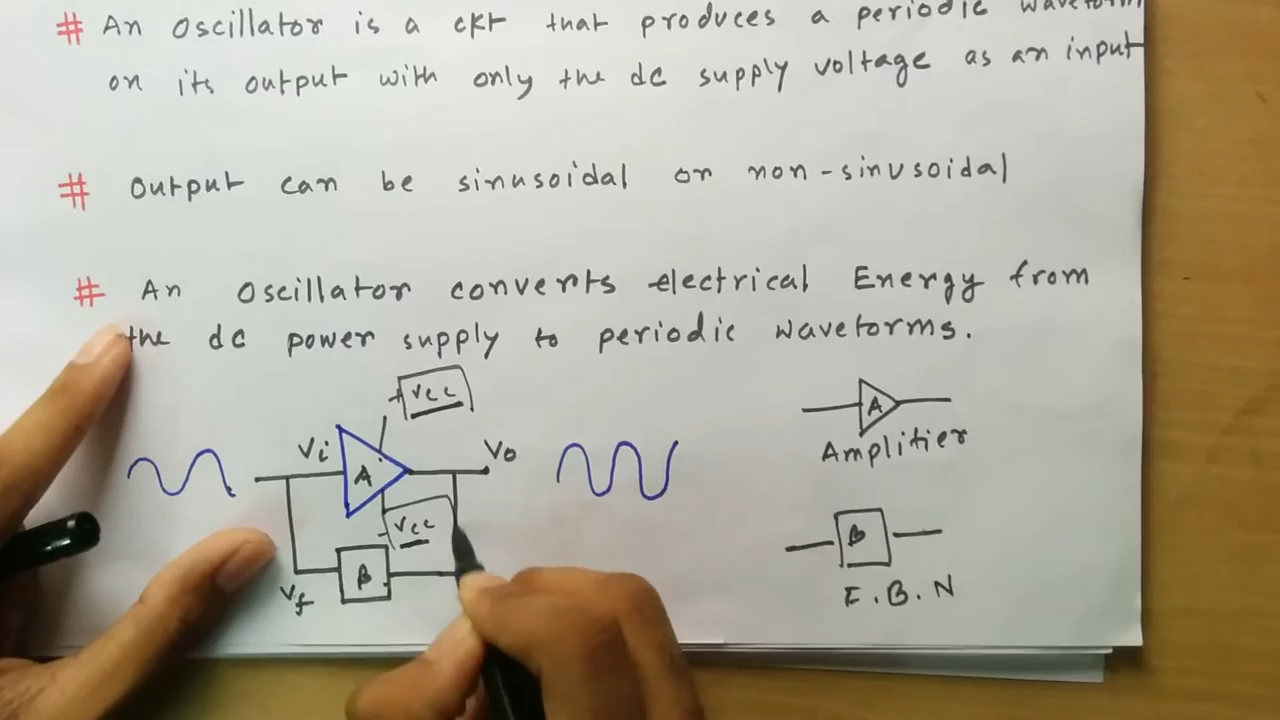 # An Oscillator is a ckt that produces a periodic waveform
on its output with only the dc supply voltage as an input
# Output can be sinusoidal or non-sinusoidal
# An Oscillator converts electrical Energy from
the dc power supply to periodic waveforms.
+Vcc
Vi
A
Vo
-Vcc
β
Vf
A
Amplifier
β
F.B.N